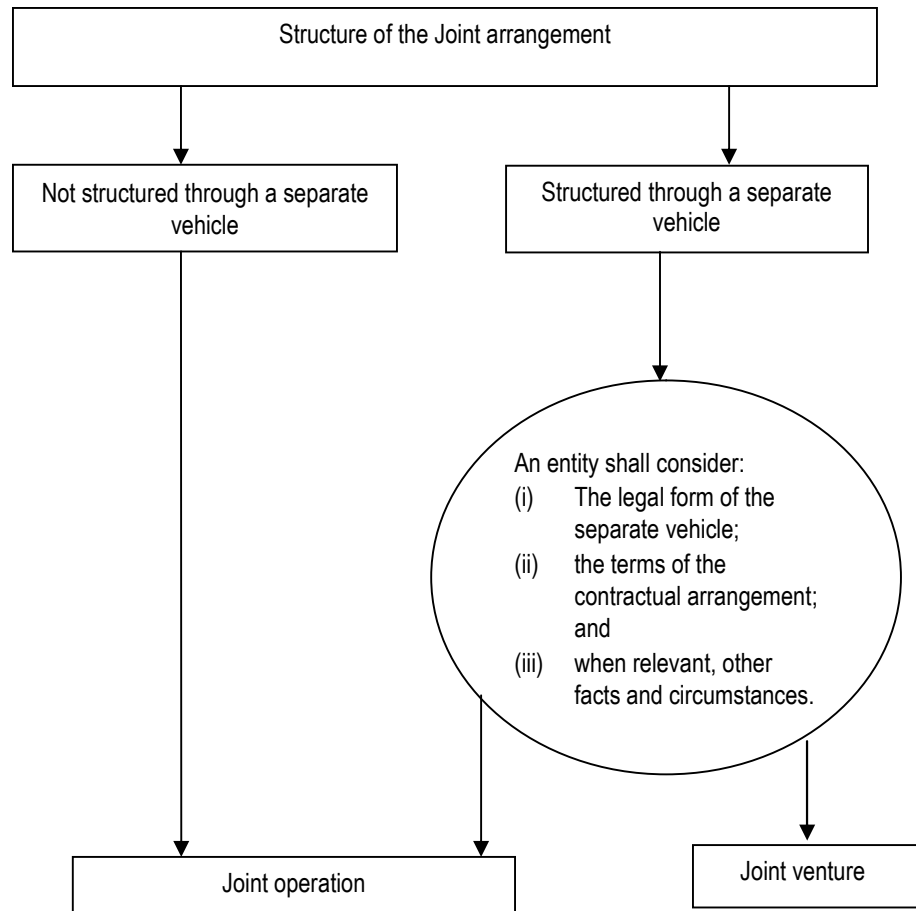 Structure of the Joint arrangement
Not structured through a separate
vehicle
Structured through a separate
vehicle
An entity shall consider:
(i) The legal form of the
separate vehicle;
(ii) the terms of the
contractual arrangement;
and
(iii) when relevant, other
facts and circumstances.
Joint operation
Joint venture